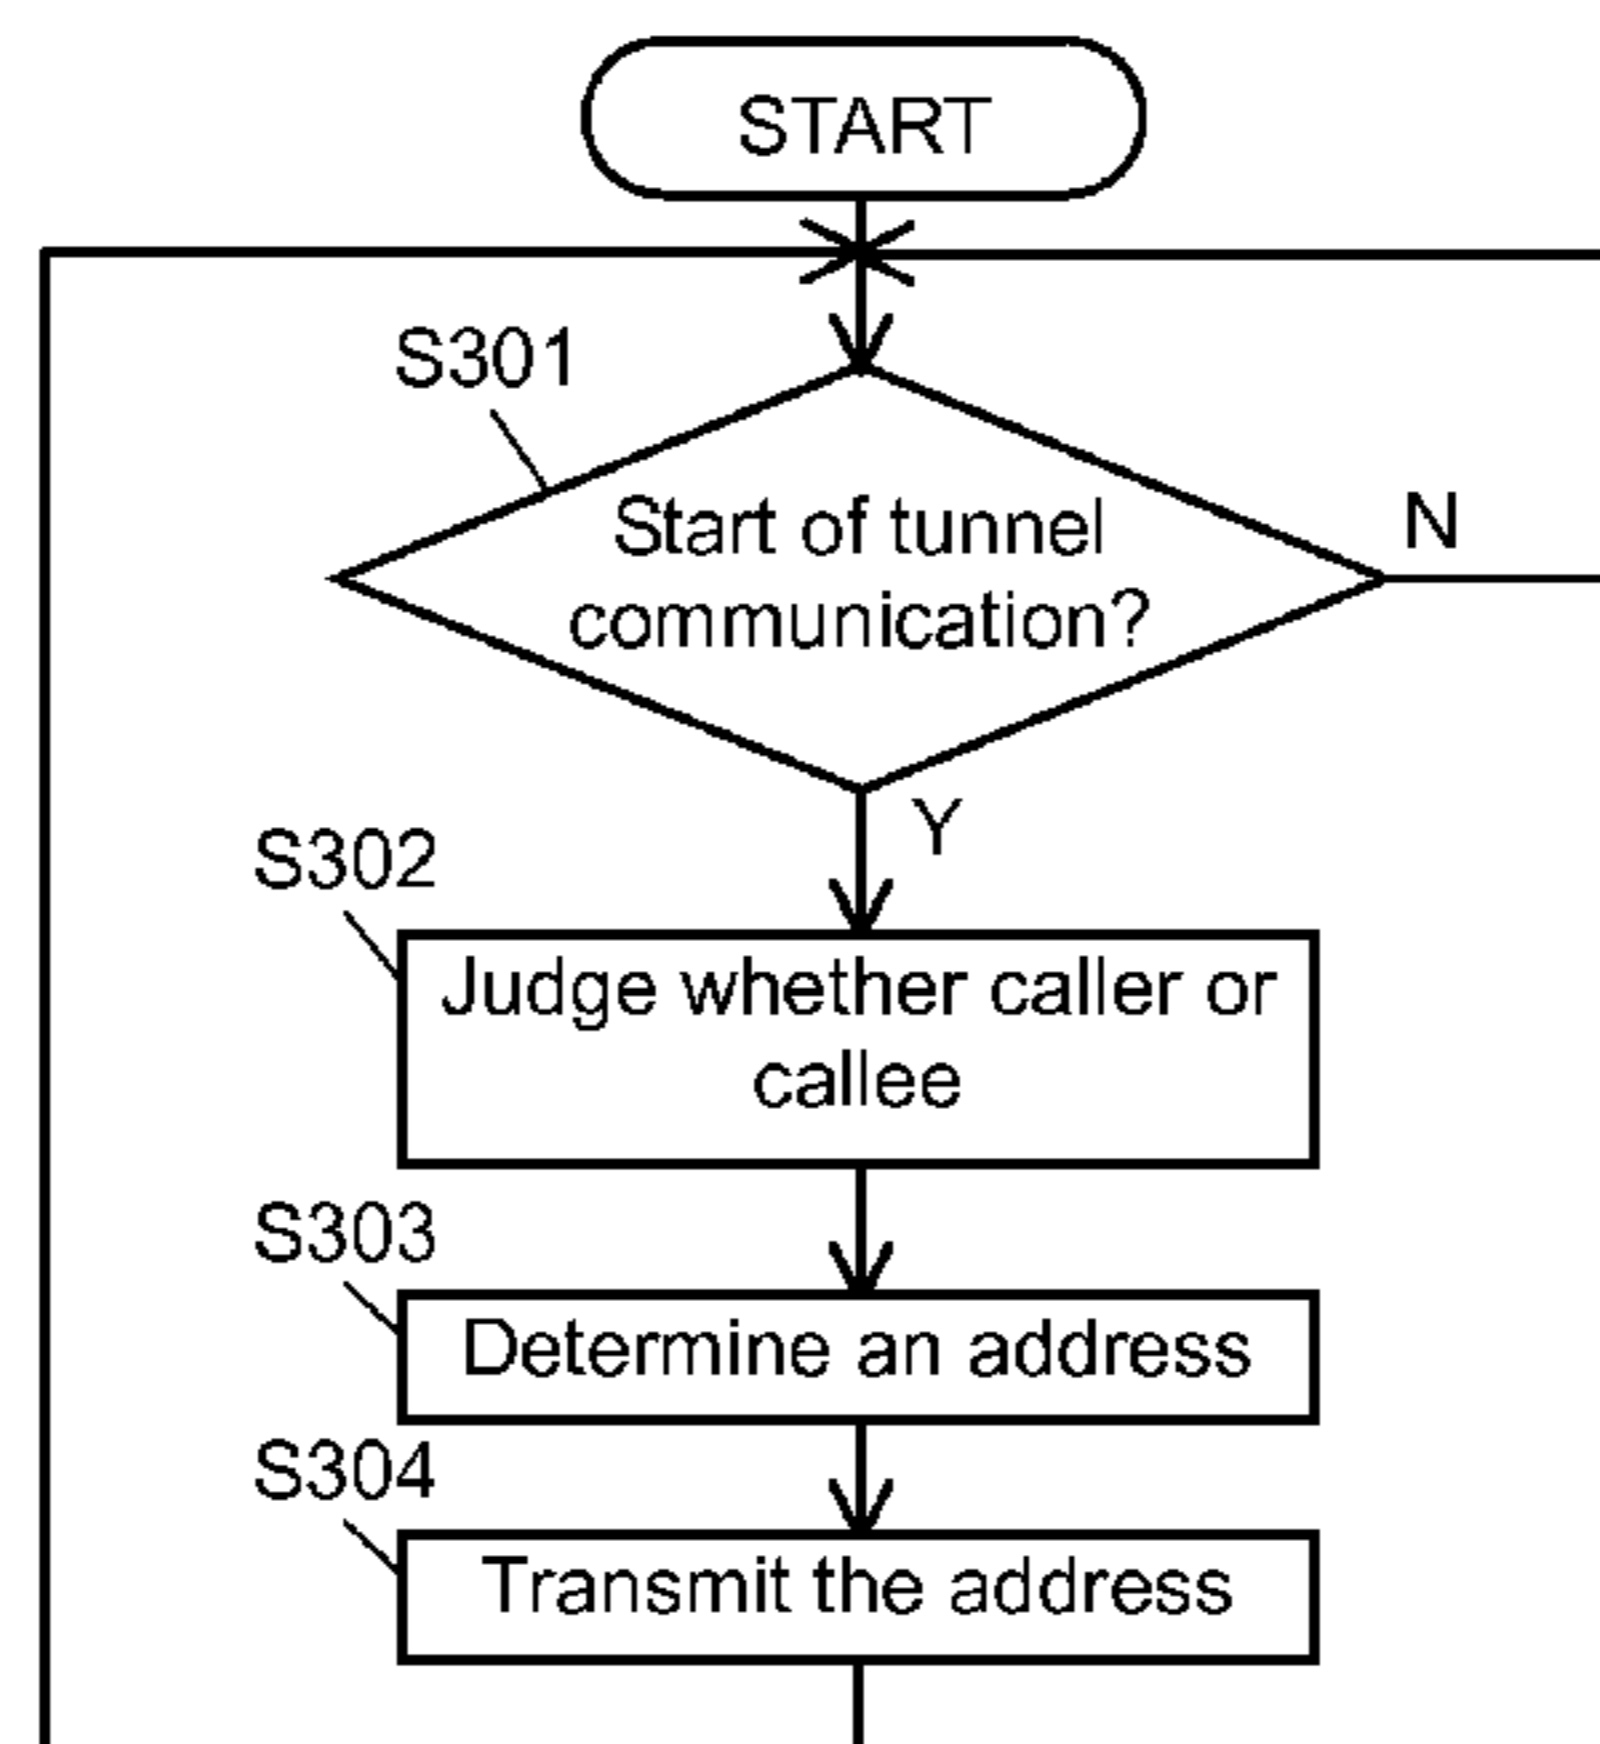 START
S301
Start of tunnel
communication?
N
Y
S302
Judge whether caller or
callee
S303
Determine an address
S304
Transmit the address